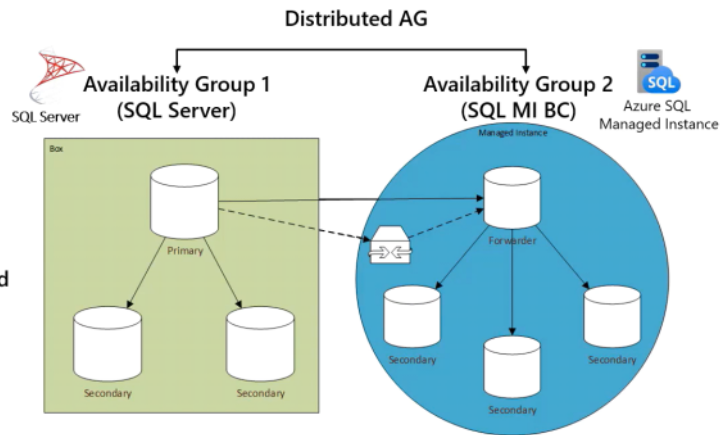 Distributed AG
SQL Server
Availability Group 1
(SQL Server)
Availability Group 2
(SQL MI BC)
SQL
Azure SQL
Managed Instance
Box
Primary
Secondary
Secondary
Managed Instance
Forwarder
Secondary
Secondary
Secondary
d